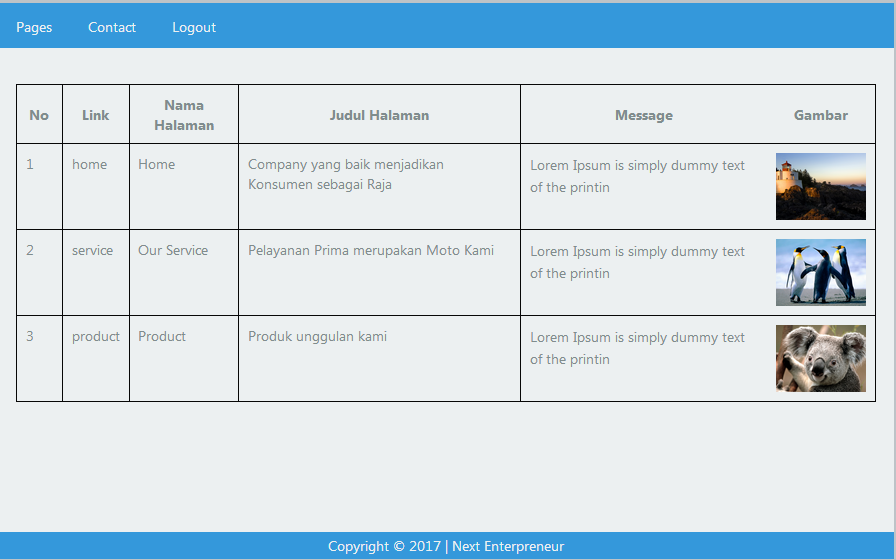 Pages Contact Logout
No Link Nama Halaman Judul Halaman Message Gambar
1 home Home Company yang baik menjadikan Konsumen sebagai Raja Lorem Ipsum is simply dummy text of the printin
2 service Our Service Pelayanan Prima merupakan Moto Kami Lorem Ipsum is simply dummy text of the printin
3 product Product Produk unggulan kami Lorem Ipsum is simply dummy text of the printin
Copyright © 2017 | Next Enterpreneur